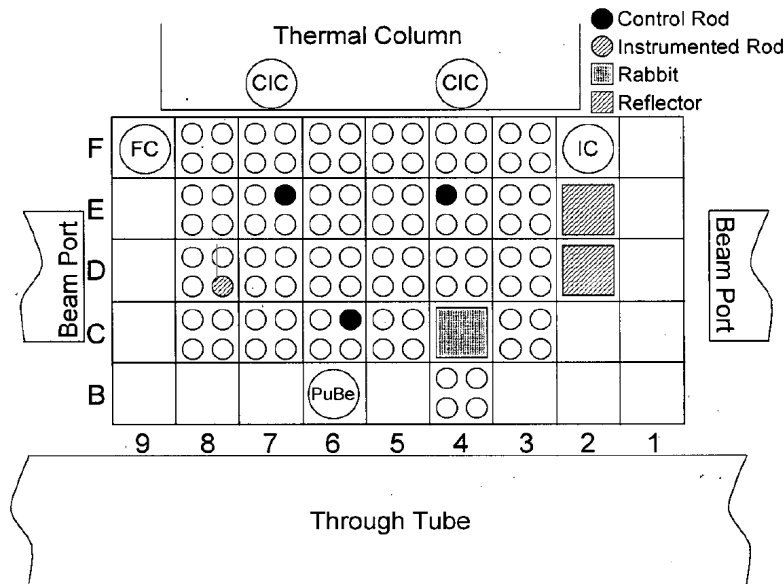 Thermal Column
Control Rod
Instrumented Rod
Rabbit
Reflector
CIC
CIC
F
FC
IC
E
D
C
B
PuBe
Beam Port
Beam Port
9 8 7 6 5 4 3 2 1
Through Tube